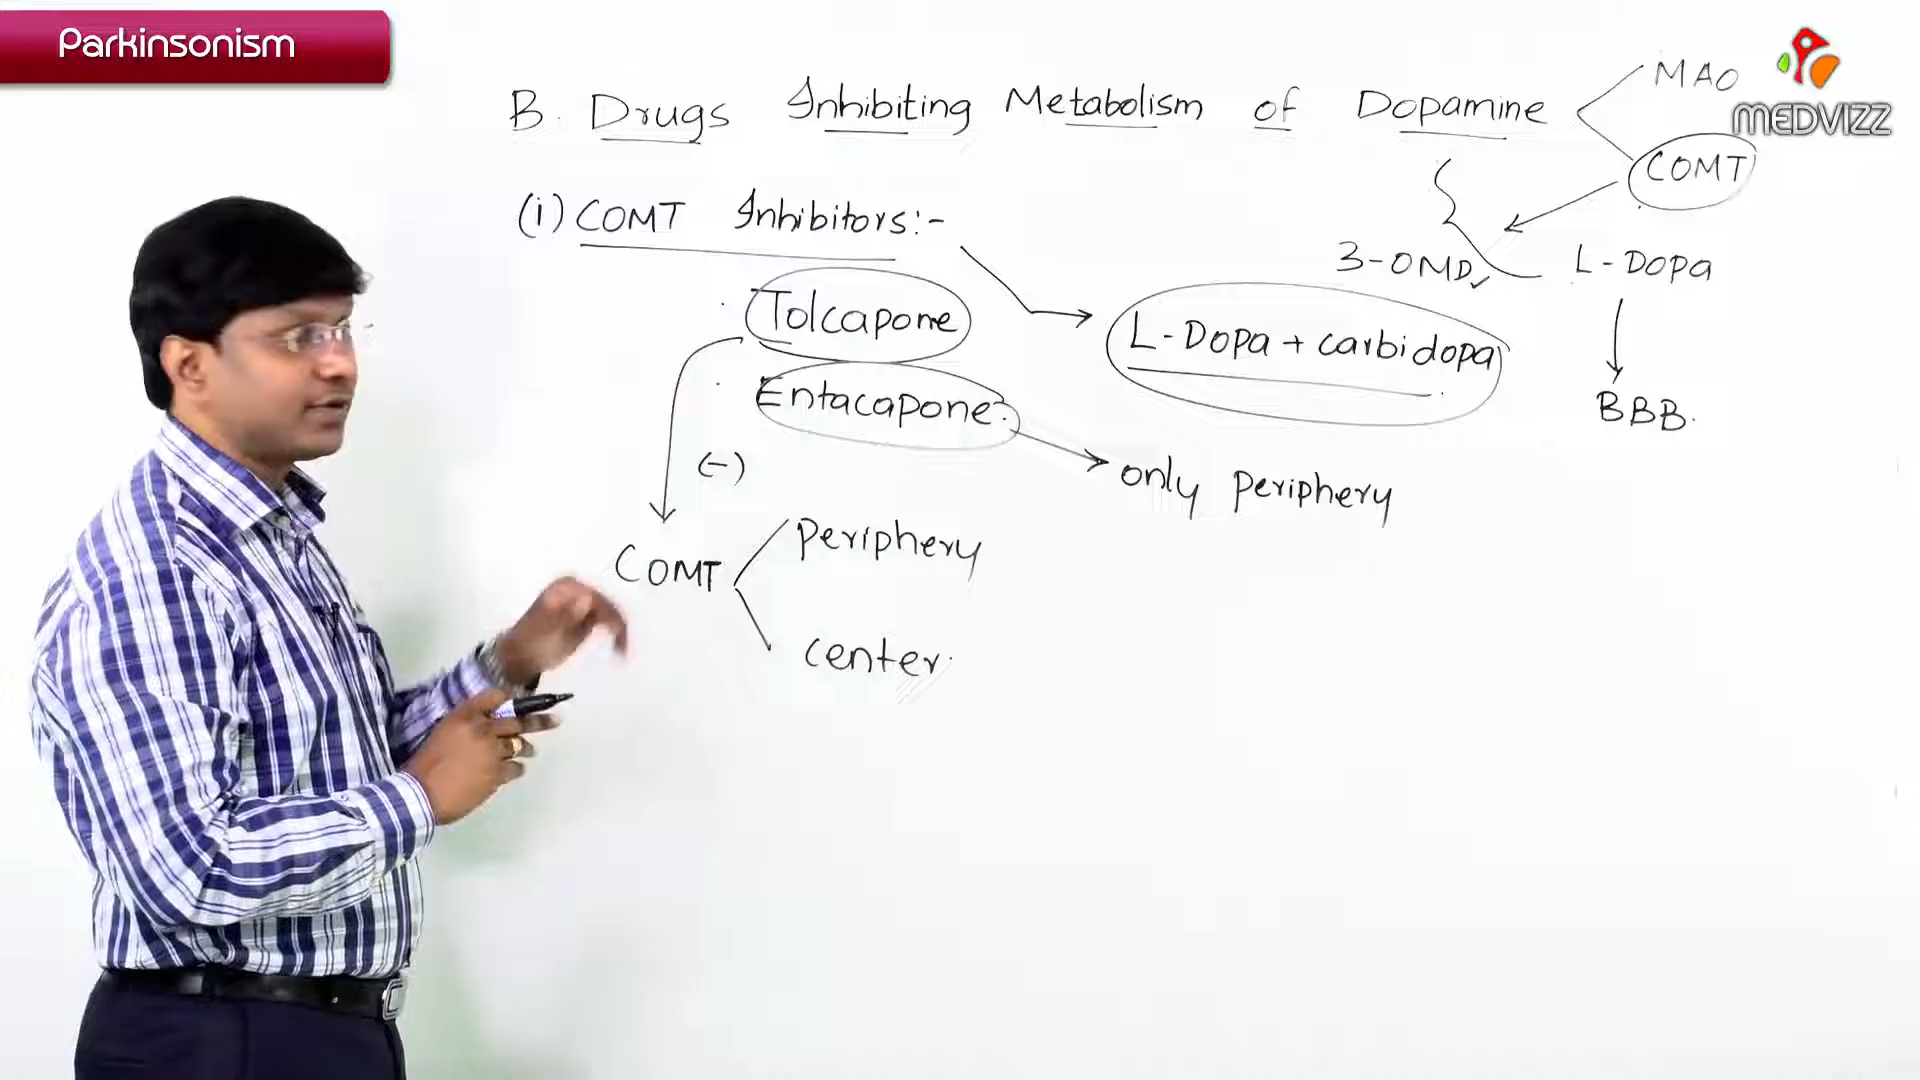 Parkinsonism
MEDVIZZ
B. Drugs Inhibiting Metabolism of Dopamine
MAO
COMT
(i) COMT Inhibitors:-
3-OMD
L-Dopa
BBB.
Tolcapone
Entacapone
L-Dopa + carbidopa
only periphery
(-)
COMT
periphery
center